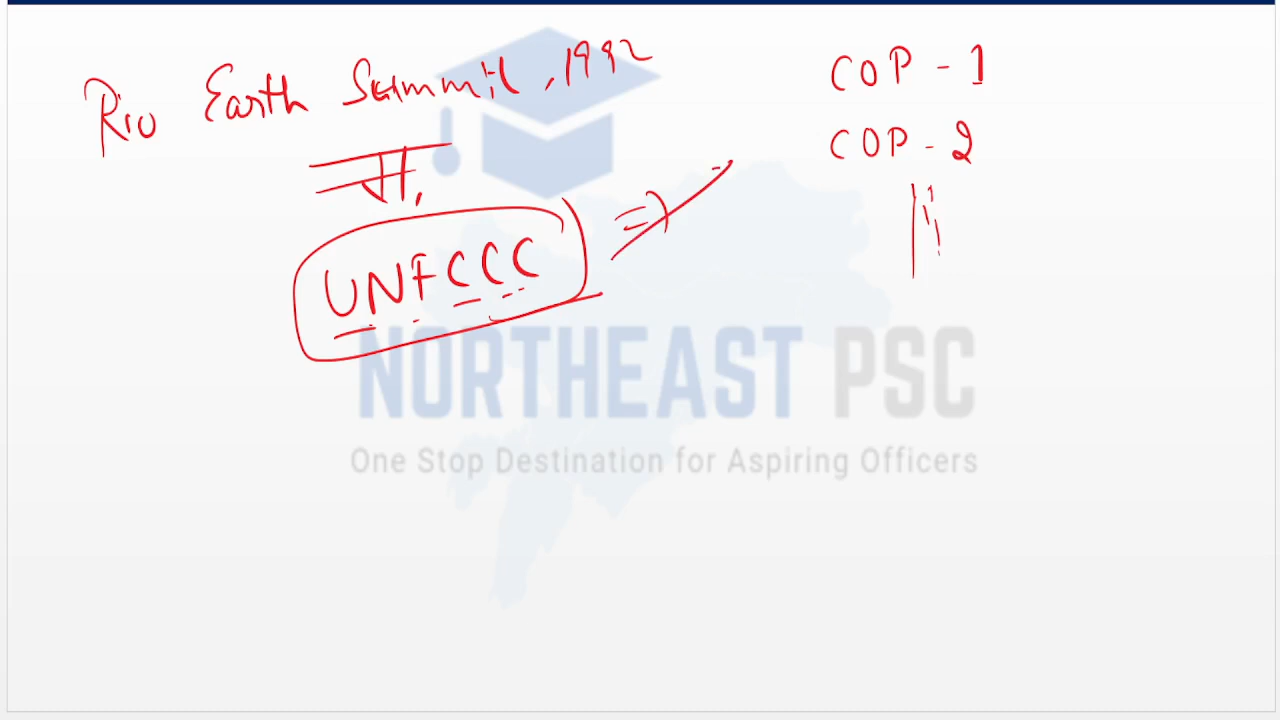 Rio Earth Summit, 1992
UNFCCC =>
COP - 1
COP - 2
NORTHEAST PSC
One Stop Destination for Aspiring Officers